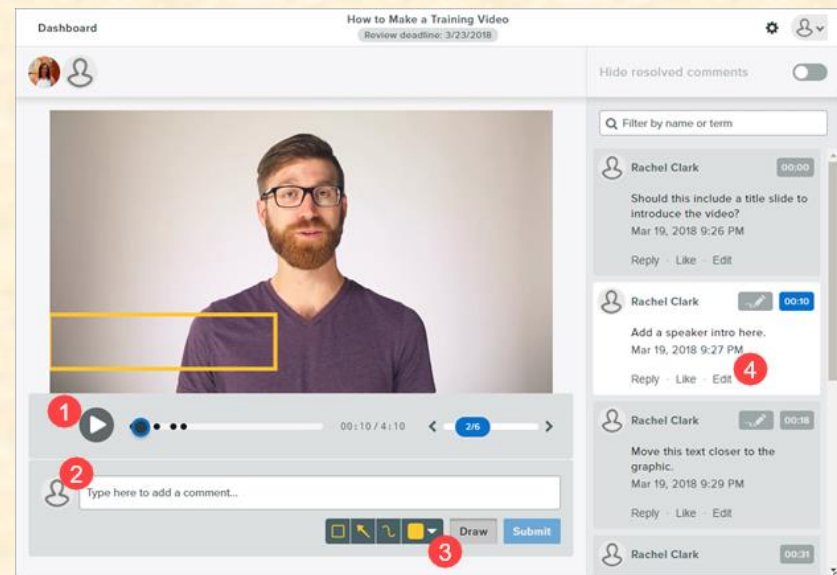 Dashboard
How to Make a Training Video
Review deadline: 3/23/2018
Hide resolved comments
Filter by name or term
Rachel Clark
00:00
Should this include a title slide to
introduce the video?
Mar 19, 2018 9:26 PM
Reply Like Edit
Rachel Clark
00:10
Add a speaker intro here.
Mar 19, 2018 9:27 PM
Reply Like Edit
4
Rachel Clark
00:18
Move this text closer to the
graphic.
Mar 19, 2018 9:29 PM
Reply Like Edit
Rachel Clark
00:31
1
00:10/4:10
2/6
2
Type here to add a comment...
3
Draw
Submit